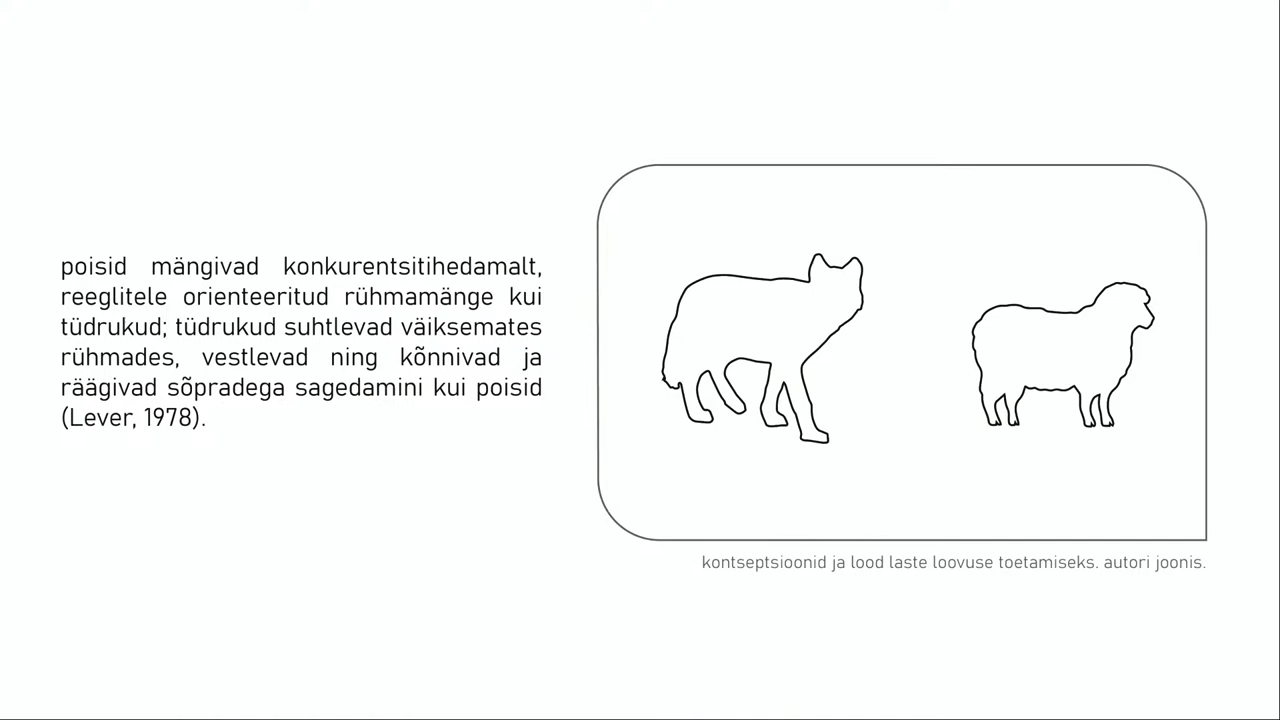 poisid mängivad konkurentsitihedamalt,
reeglitele orienteeritud rühmamänge kui
tüdrukud; tüdrukud suhtlevad väiksemates
rühmades, vestlevad ning kõnnivad ja
räägivad sõpradega sagedamini kui poisid
(Lever, 1978).
kontseptsioonid ja lood laste loovuse toetamiseks. autori joonis.